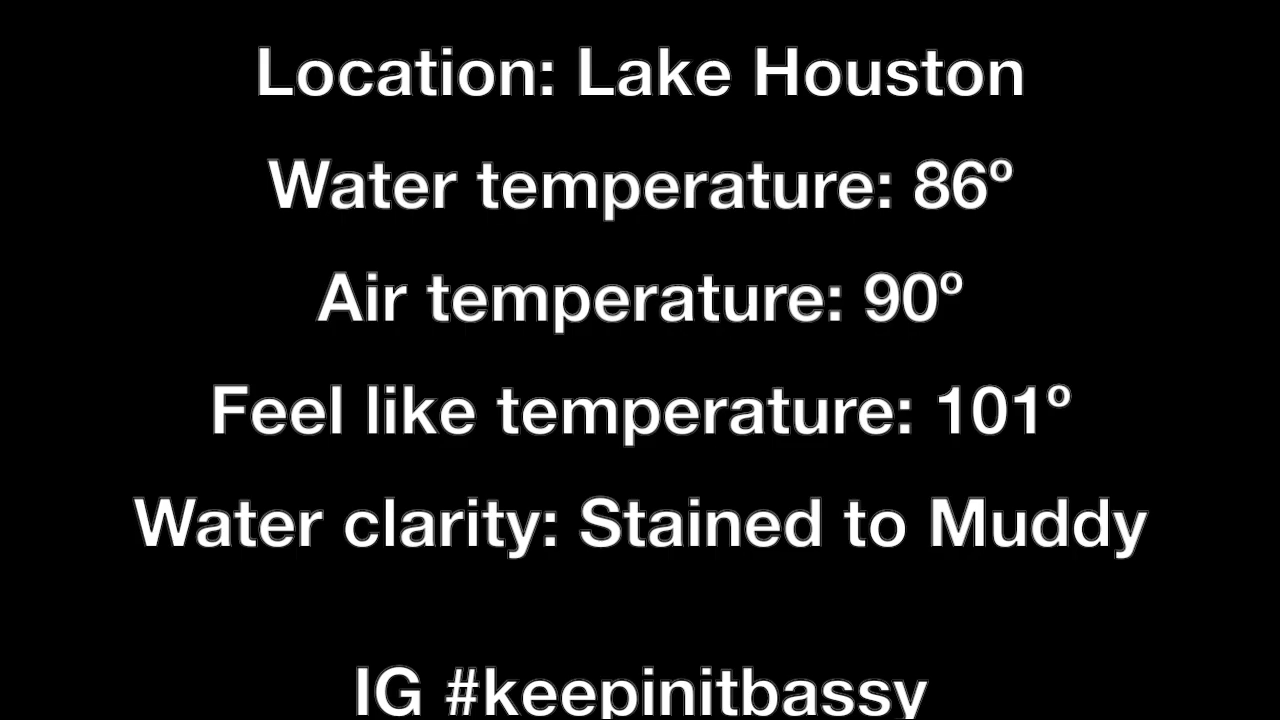 Location: Lake Houston
Water temperature: 86º
Air temperature: 90º
Feel like temperature: 101º
Water clarity: Stained to Muddy
IG #keepinitbassy